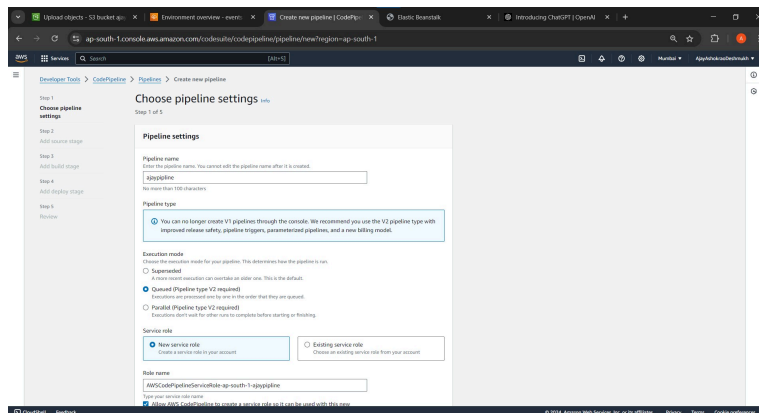 Upload objects - S3 bucket aja
Environment overview - events
Create new pipeline | CodePipe
Elastic Beanstalk
Introducing ChatGPT | OpenAI
ap-south-1.console.aws.amazon.com/codesuite/codepipeline/pipeline/new?region=ap-south-1
aws
Services
Search
[Alt+S]
Mumbai
AjayAshokraoDeshmukh
Developer Tools > CodePipeline > Pipelines > Create new pipeline
Step 1
Choose pipeline
settings
Step 2
Add source stage
Step 3
Add build stage
Step 4
Add deploy stage
Step 5
Review
Choose pipeline settings Info
Step 1 of 5
Pipeline settings
Pipeline name
Enter the pipeline name. You cannot edit the pipeline name after it is created.
ajaypipline
No more than 100 characters
Pipeline type
You can no longer create V1 pipelines through the console. We recommend you use the V2 pipeline type with
improved release safety, pipeline triggers, parameterized pipelines, and a new billing model.
Execution mode
Choose the execution mode for your pipeline. This determines how the pipeline is run.
Superseded
A more recent execution can overtake an older one. This is the default.
Queued (Pipeline type V2 required)
Executions are processed one by one in the order that they are queued.
Parallel (Pipeline type V2 required)
Executions don't wait for other runs to complete before starting or finishing.
Service role
New service role
Create a service role in your account
Existing service role
Choose an existing service role from your account
Role name
AWSCodePipelineServiceRole-ap-south-1-ajaypipline
Type your service role name
Allow AWS CodePipeline to create a service role so it can be used with this new
CloudShell Feedback
© 2024, Amazon Web Services, Inc. or its affiliates. Privacy Terms Cookie preferences